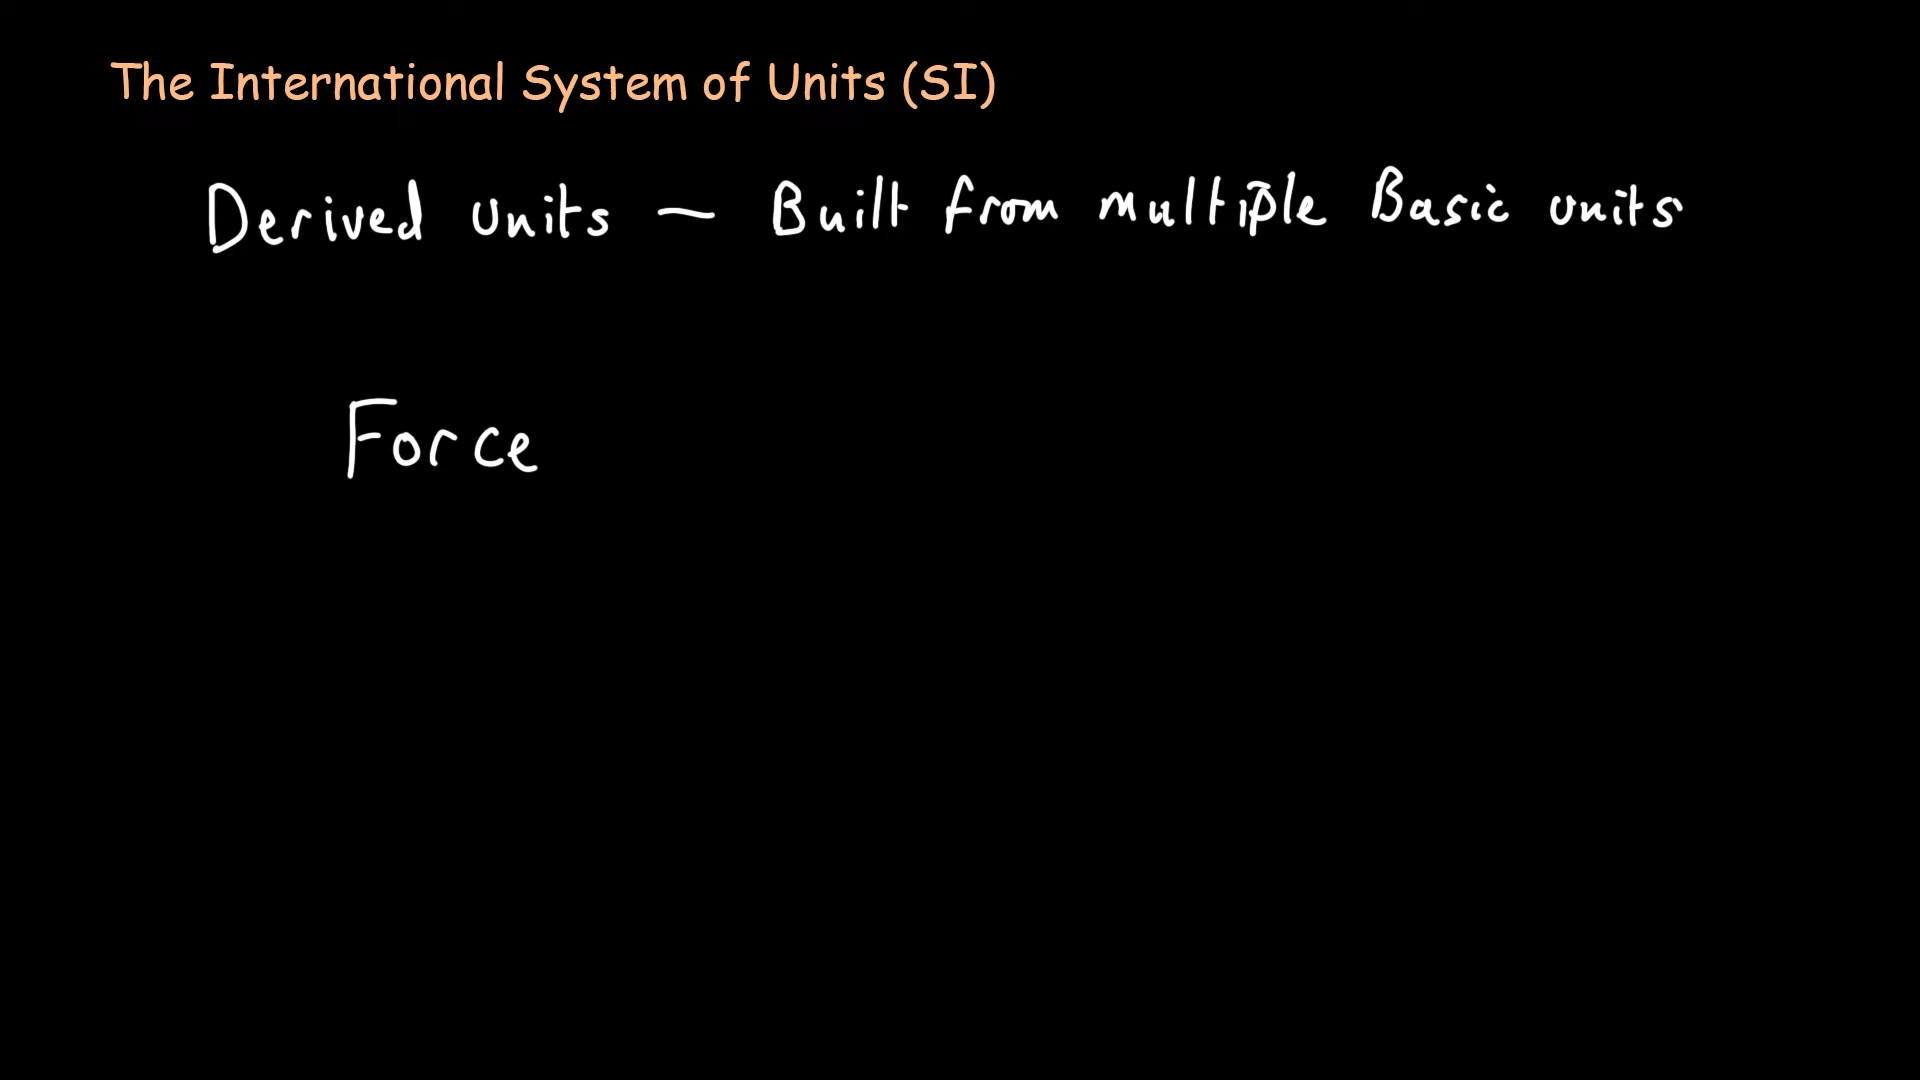 The International System of Units (SI)
Derived units — Built from multiple Basic units
Force